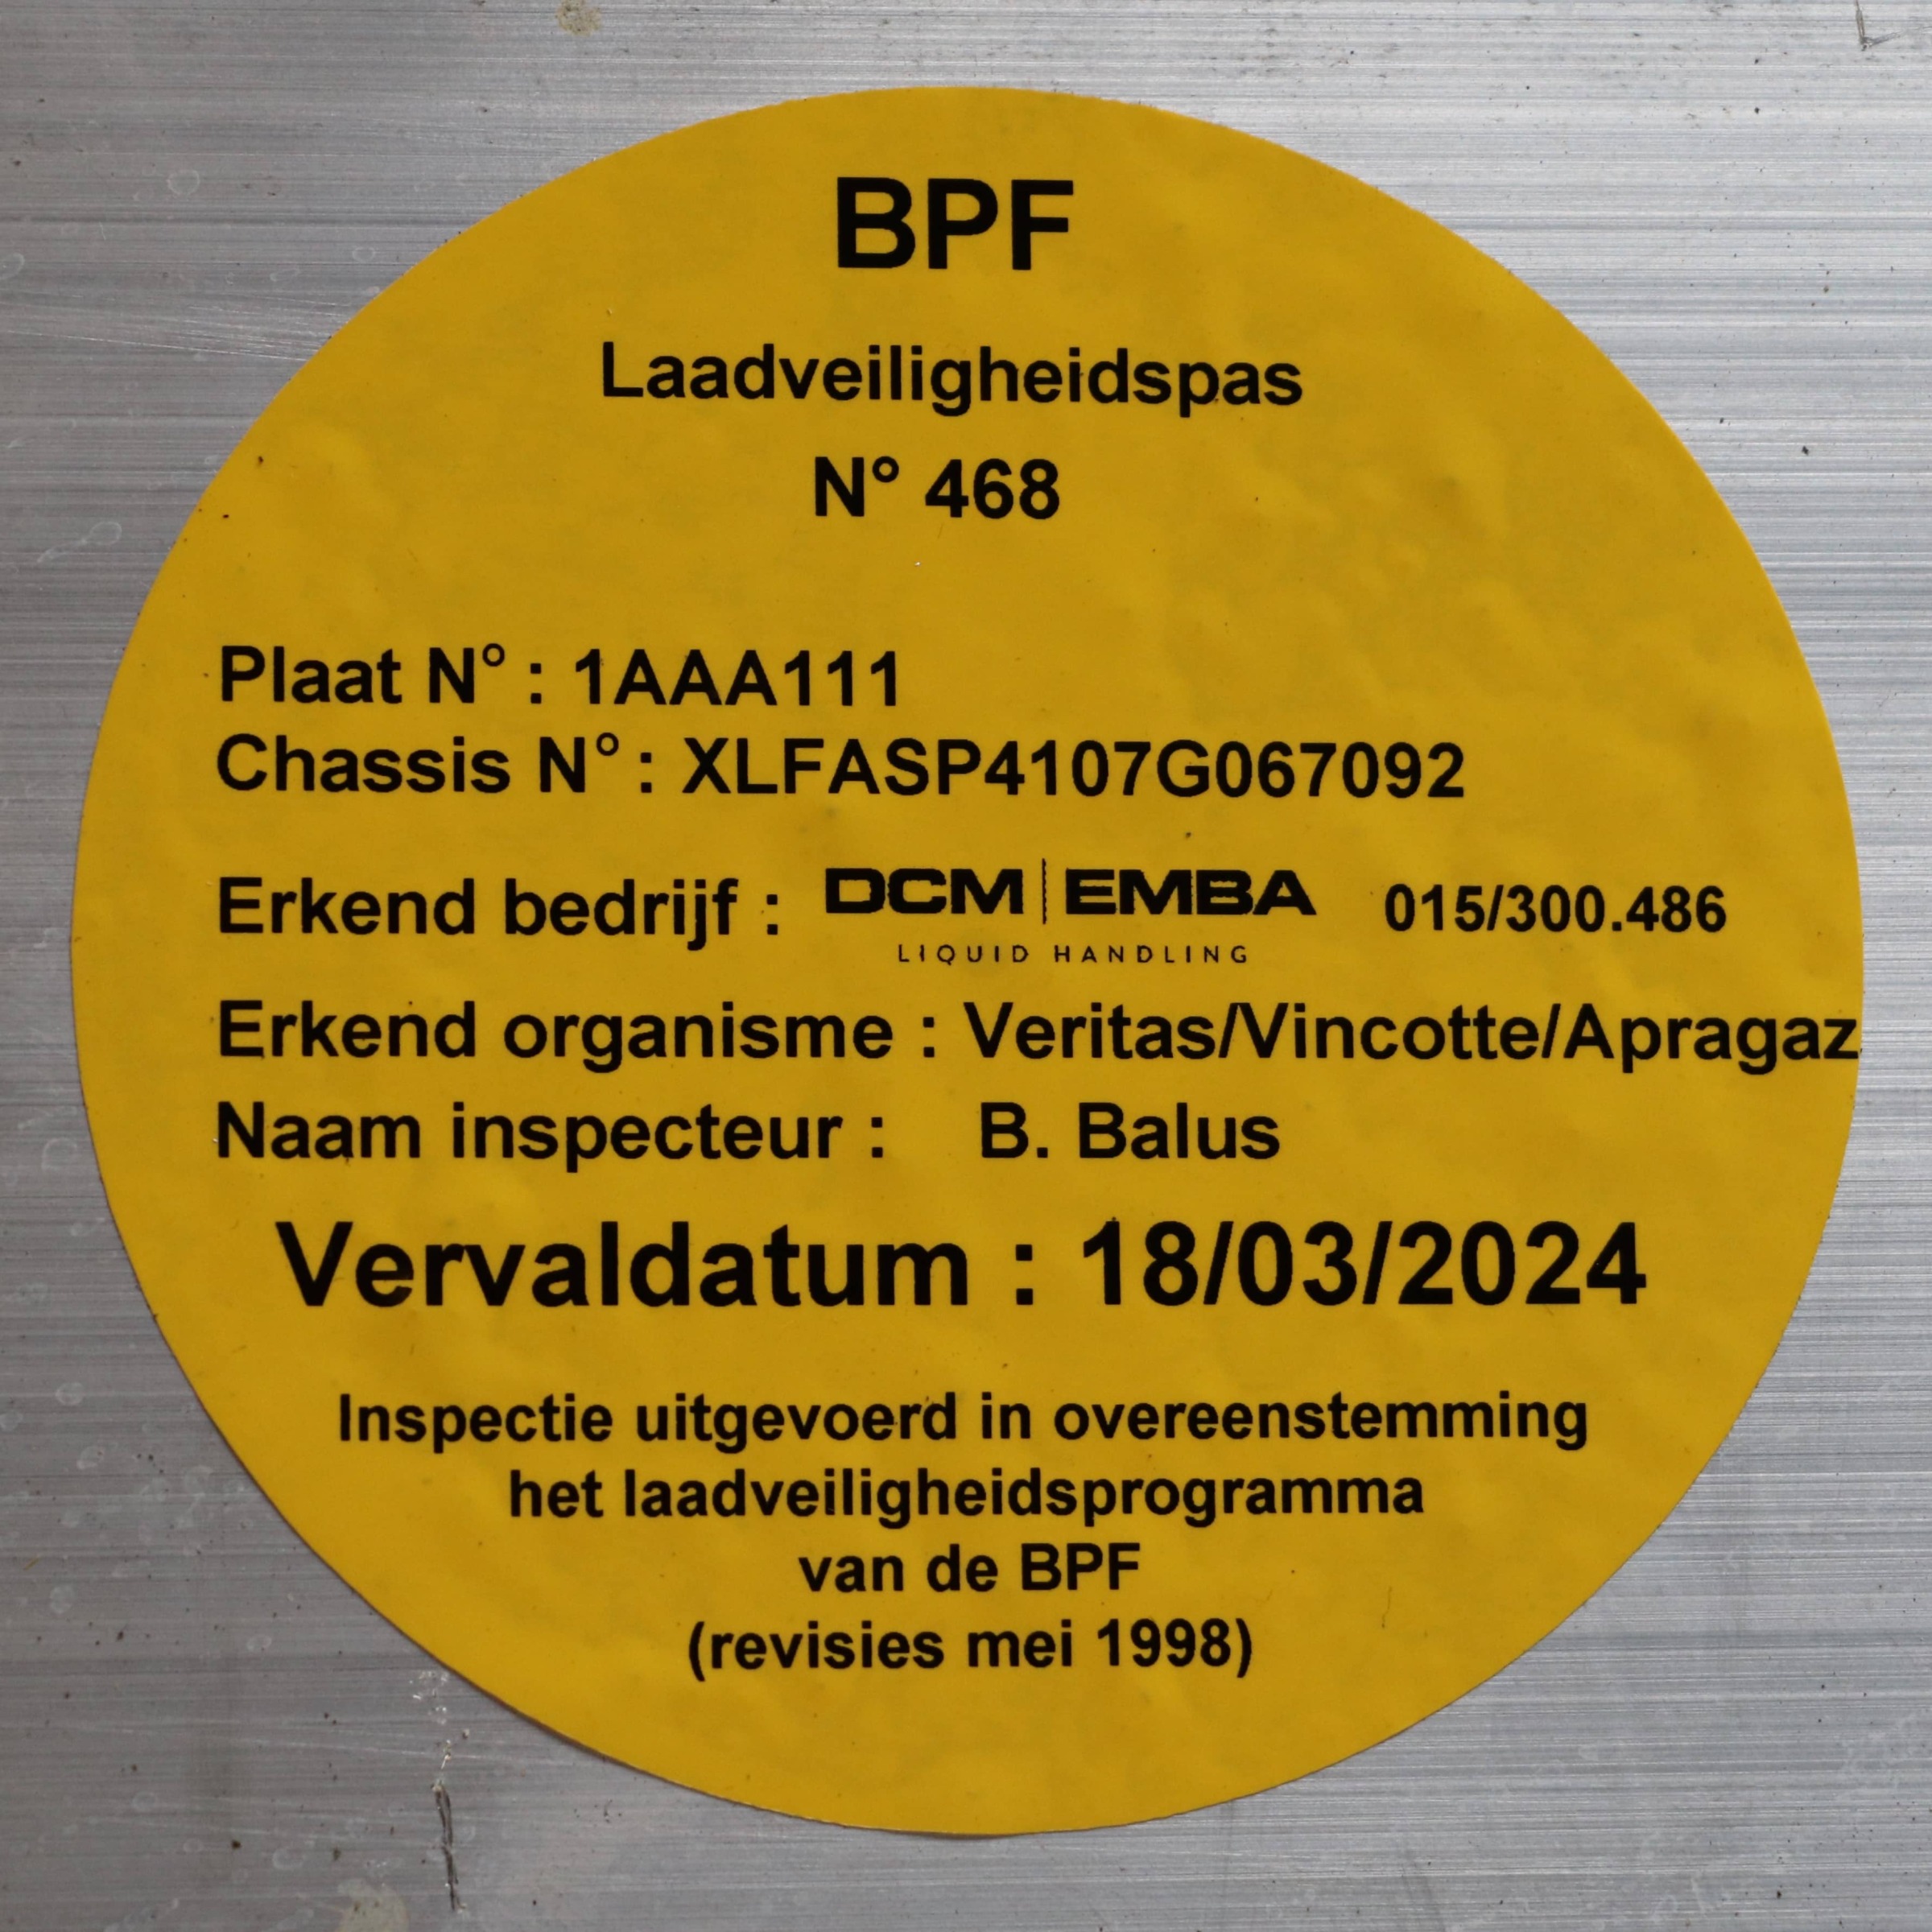 BPF
Laadveiligheidspas
N° 468
Plaat N° : 1AAA111
Chassis N° : XLFASP4107G067092
Erkend bedrijf : DCM | EMBA 015/300.486
LIQUID HANDLING
Erkend organisme : Veritas/Vincotte/Apragaz
Naam inspecteur : B. Balus
Vervaldatum : 18/03/2024
Inspectie uitgevoerd in overeenstemming
het laadveiligheidsprogramma
van de BPF
(revisies mei 1998)